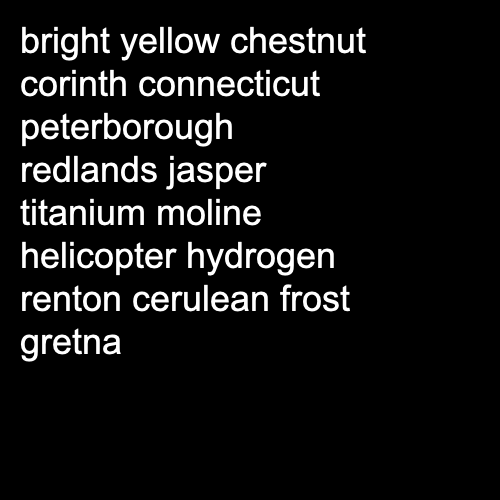 bright yellow chestnut
corinth connecticut
peterborough
redlands jasper
titanium moline
helicopter hydrogen
renton cerulean frost
gretna